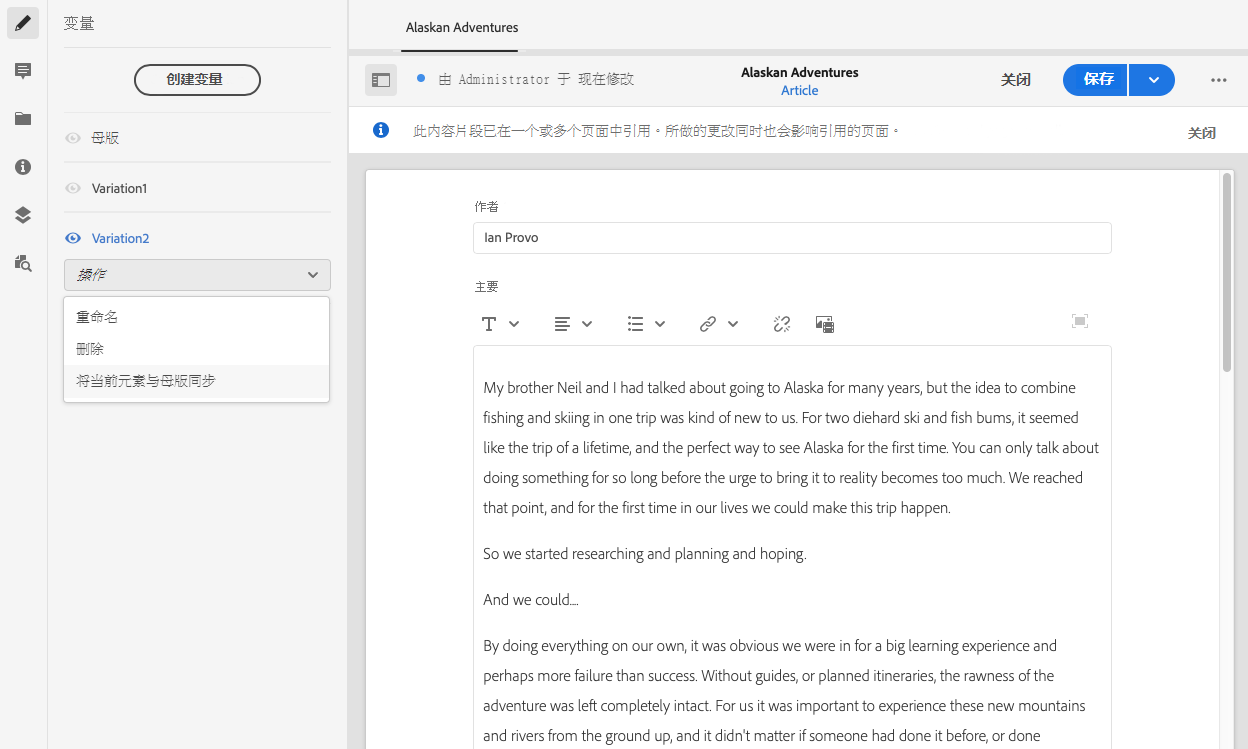 变量
创建变量
母版
Variation1
Variation2
操作
重命名
删除
将当前元素与母版同步
Alaskan Adventures
由 Administrator 于 现在修改
Alaskan Adventures
Article
关闭
保存
此内容片段已在一个或多个页面中引用。所做的更改同时也会影响引用的页面。
关闭
作者
Ian Provo
主要
My brother Neil and I had talked about going to Alaska for many years, but the idea to combine
fishing and skiing in one trip was kind of new to us. For two diehard ski and fish bums, it seemed
like the trip of a lifetime, and the perfect way to see Alaska for the first time. You can only talk about
doing something for so long before the urge to bring it to reality becomes too much. We reached
that point, and for the first time in our lives we could make this trip happen.
So we started researching and planning and hoping.
And we could....
By doing everything on our own, it was obvious we were in for a big learning experience and
perhaps more failure than success. Without guides, or planned itineraries, the rawness of the
adventure was left completely intact. For us it was important to experience these new mountains
and rivers from the ground up, and it didn't matter if someone had done it before, or done